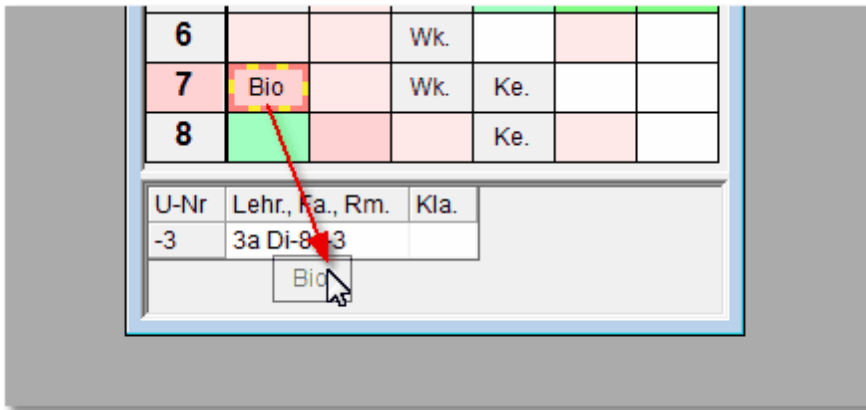 6 Wk.
7 Bio Wk. Ke.
8 Ke.
U-Nr Lehr., Fa., Rm. Kla.
-3 3a Di-8 -3
Bio